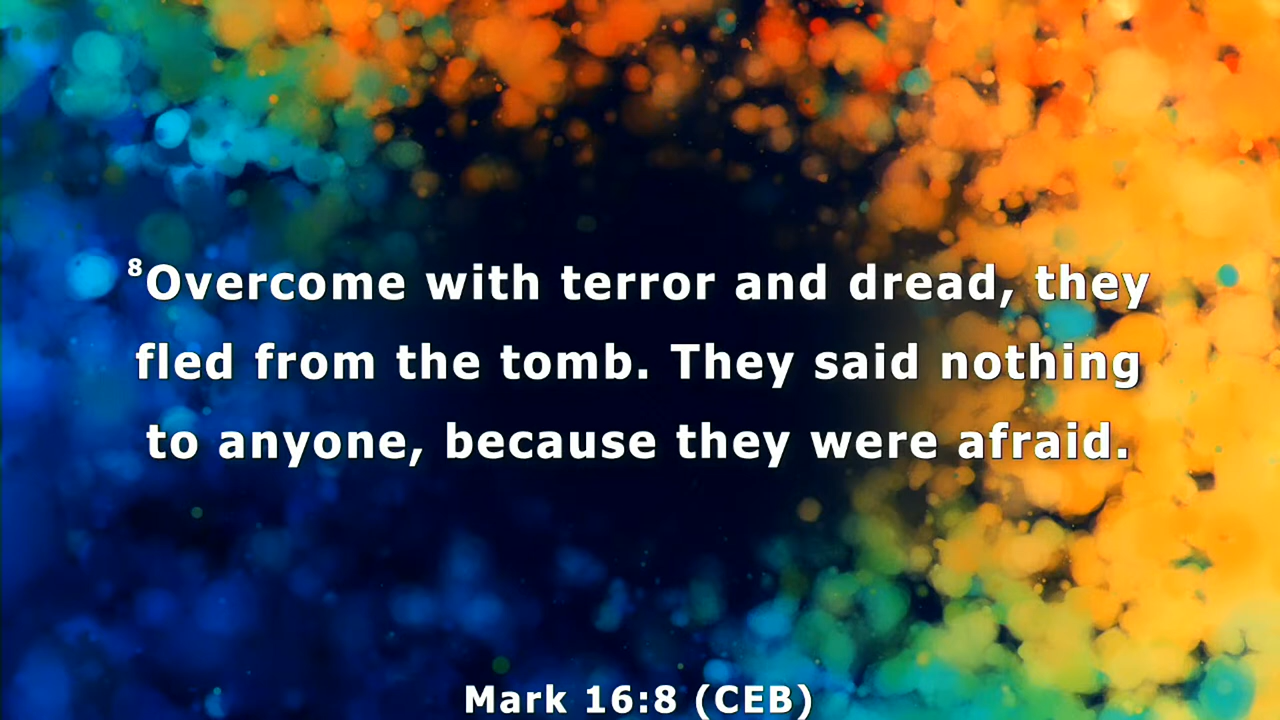 ⁸Overcome with terror and dread, they
fled from the tomb. They said nothing
to anyone, because they were afraid.
Mark 16:8 (CEB)